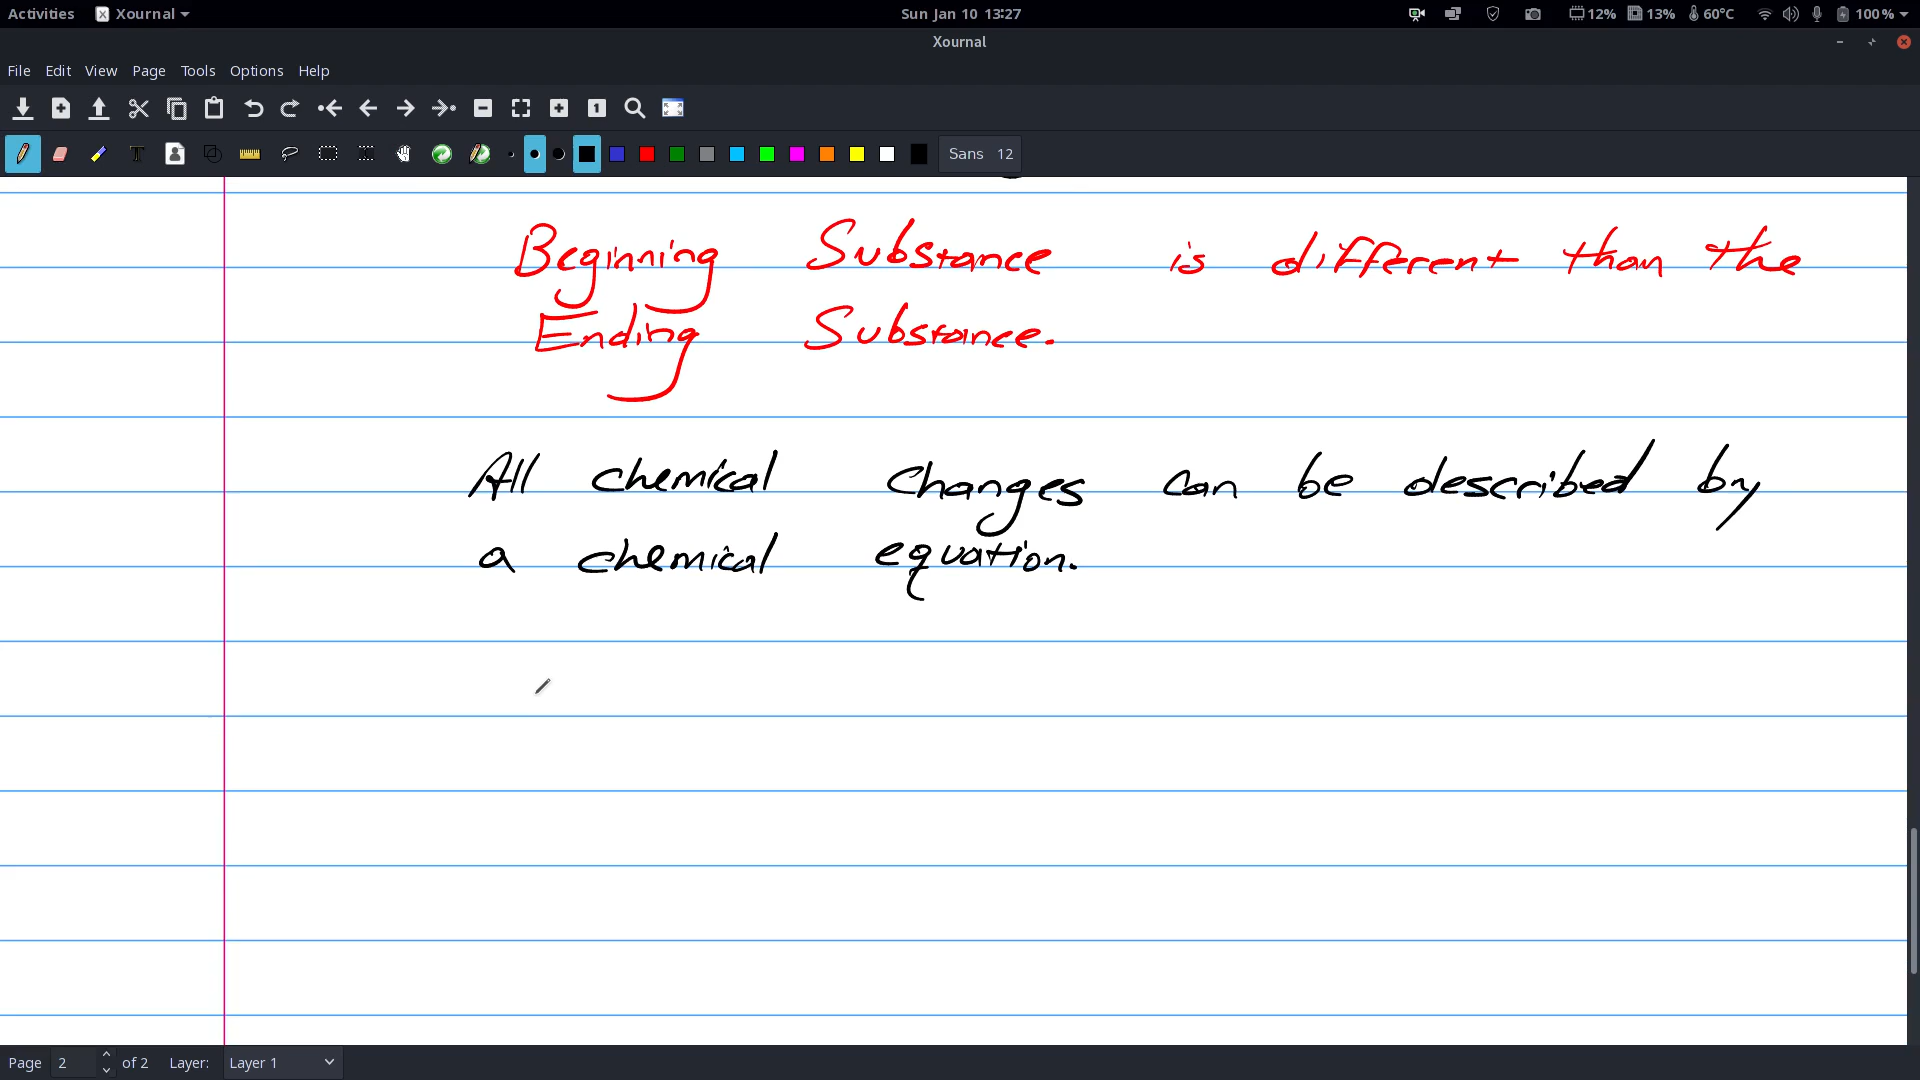 Activities Xournal Sun Jan 10 13:27 12% 13% 60°C 100%
Xournal
File Edit View Page Tools Options Help
Sans 12
Beginning Substance is different than the
Ending Substance.
All chemical changes can be described by
a chemical equation.
Page 2 of 2 Layer: Layer 1